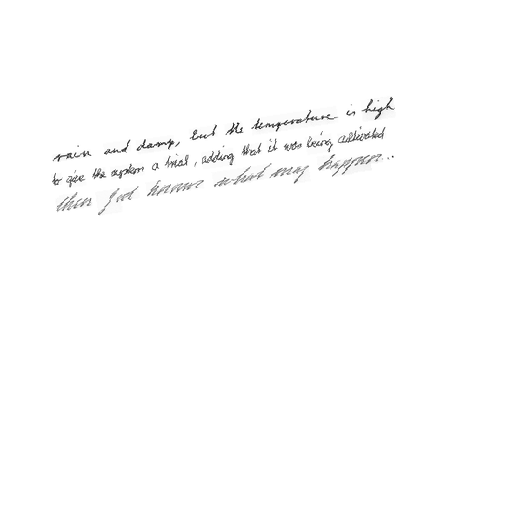 rain and damp, but the temperature is high
to give the system a trial, adding that it was being cultivated
then God knows what may happen...